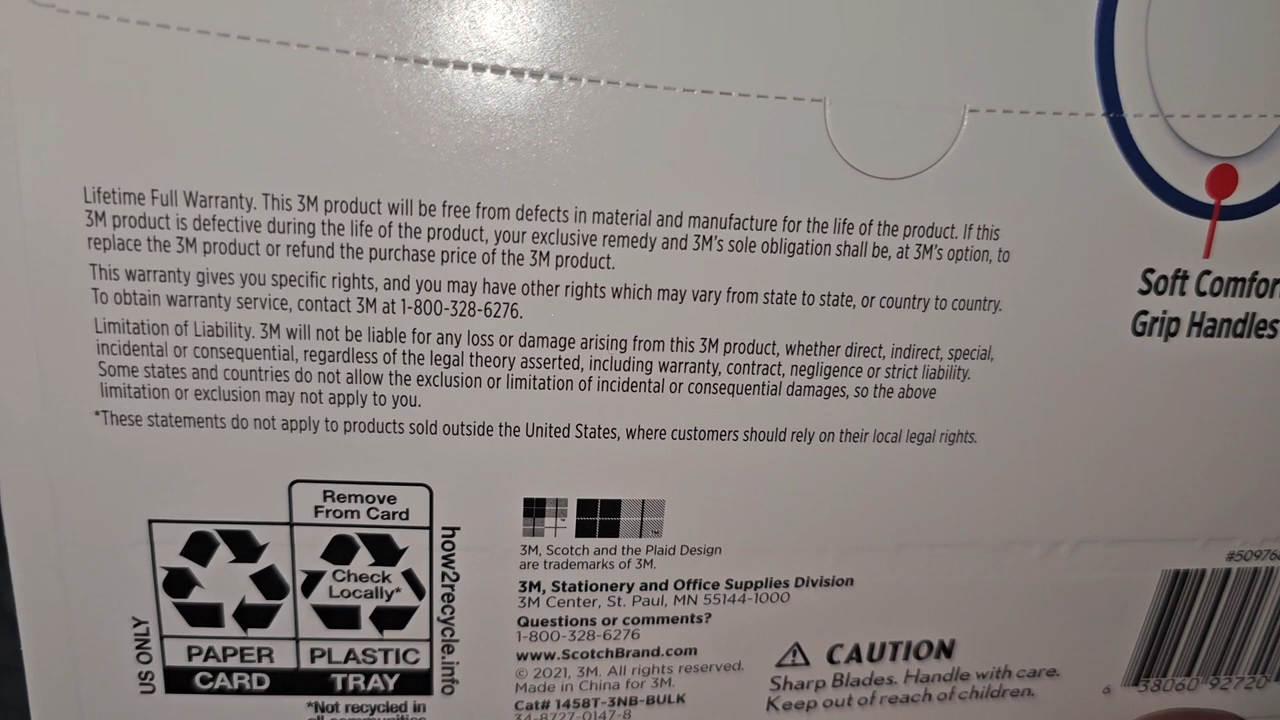 Lifetime Full Warranty. This 3M product will be free from defects in material and manufacture for the life of the product. If this
3M product is defective during the life of the product, your exclusive remedy and 3M's sole obligation shall be, at 3M's option, to
replace the 3M product or refund the purchase price of the 3M product.
This warranty gives you specific rights, and you may have other rights which may vary from state to state, or country to country.
To obtain warranty service, contact 3M at 1-800-328-6276.
Limitation of Liability. 3M will not be liable for any loss or damage arising from this 3M product, whether direct, indirect, special,
incidental or consequential, regardless of the legal theory asserted, including warranty, contract, negligence or strict liability.
Some states and countries do not allow the exclusion or limitation of incidental or consequential damages, so the above
limitation or exclusion may not apply to you.
*These statements do not apply to products sold outside the United States, where customers should rely on their local legal rights.
Soft Comfor
Grip Handles
Remove
From Card
Check
Locally*
US ONLY
PAPER
CARD
PLASTIC
TRAY
how2recycle.info
*Not recycled in
all communities
3M, Scotch and the Plaid Design
are trademarks of 3M.
3M, Stationery and Office Supplies Division
3M Center, St. Paul, MN 55144-1000
Questions or comments?
1-800-328-6276
www.ScotchBrand.com
© 2021, 3M. All rights reserved.
Made in China for 3M.
Cat# 1458T-3NB-BULK
34-8727-0147-8
CAUTION
Sharp Blades. Handle with care.
Keep out of reach of children.
#50976
6 38060 92720